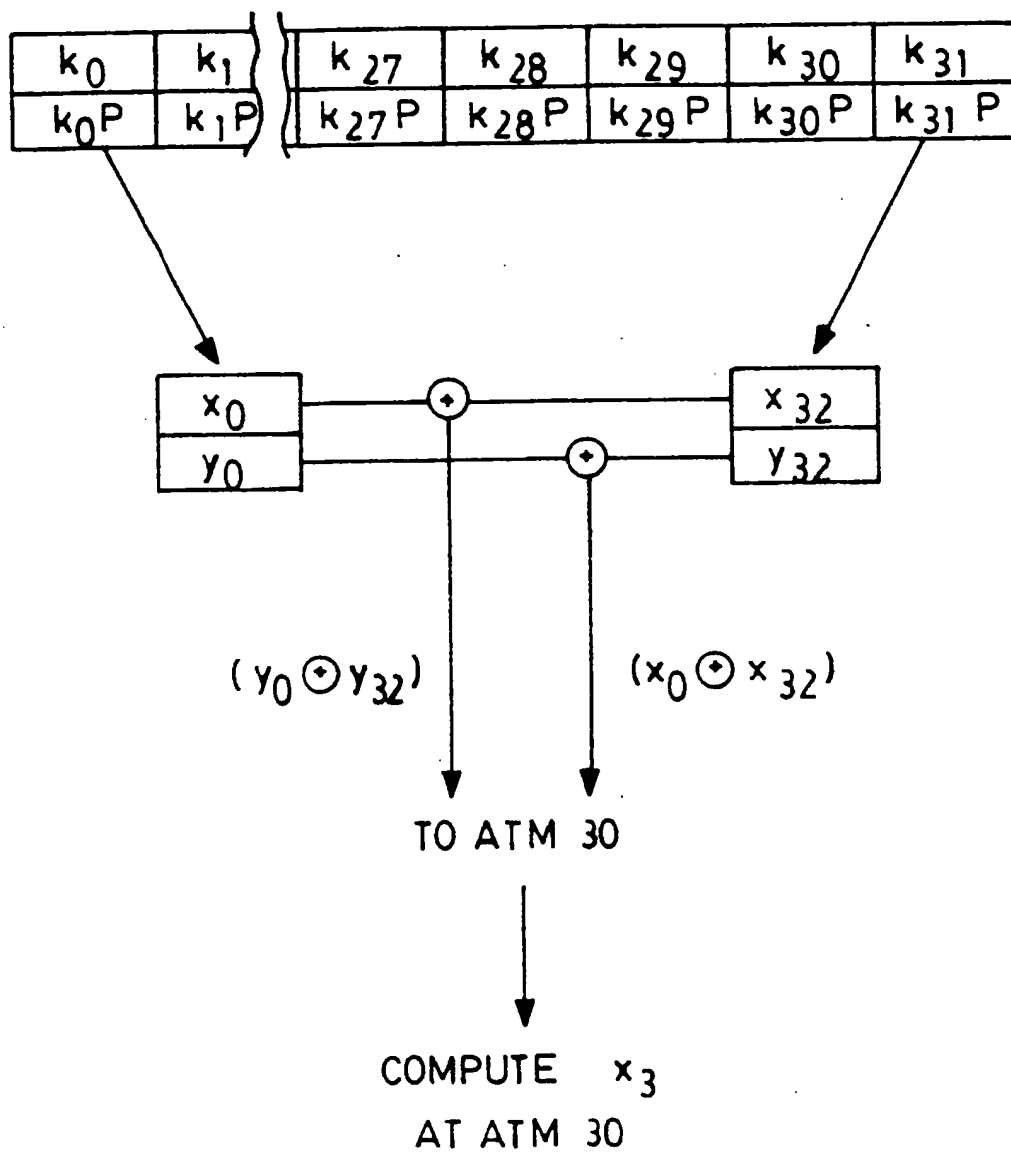 k0 k1 k27 k28 k29 k30 k31
k0P k1P k27P k28P k29P k30P k31P
x0 ⊕ x32
y0 ⊕ y32
(y0 ⊕ y32) (x0 ⊕ x32)
TO ATM 30
COMPUTE x3
AT ATM 30